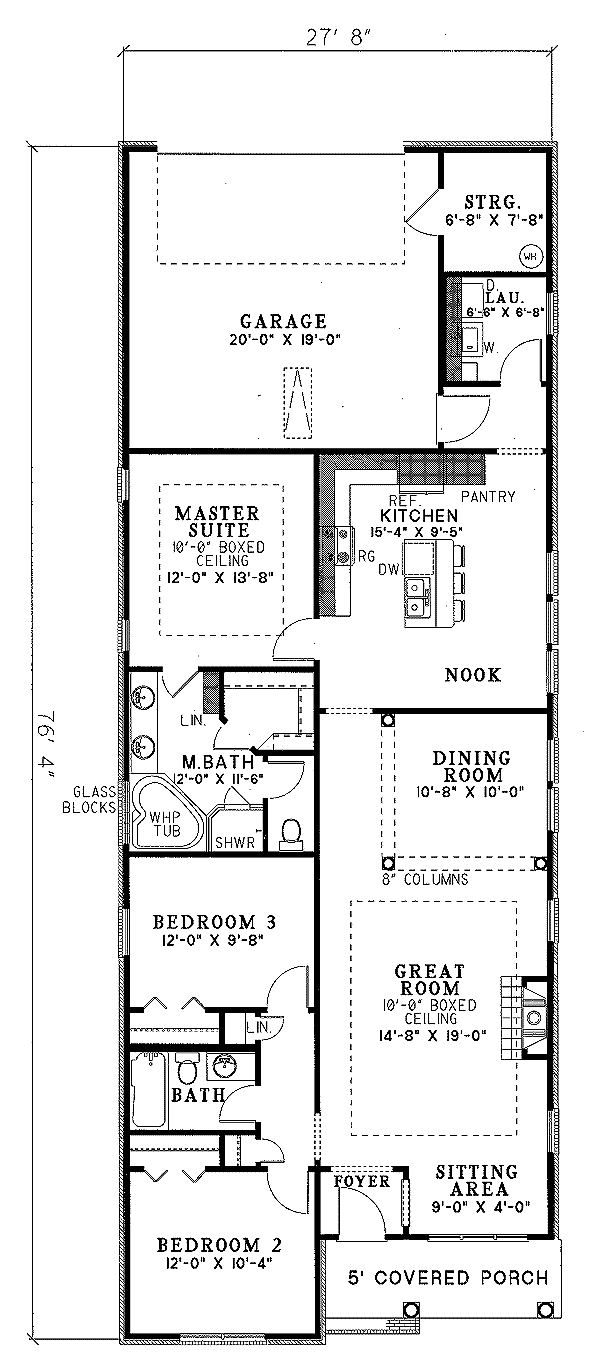 27' 8"
STRG.
6'-8" X 7'-8"
WH
D.
LAU.
6'-6" X 6'-8"
W.
GARAGE
20'-0" X 19'-0"
REF.
PANTRY
KITCHEN
15'-4" X 9'-5"
RG
DW
MASTER
SUITE
10'-0" BOXED
CEILING
12'-0" X 13'-8"
NOOK
LIN.
M.BATH
12'-0" X 11'-6"
DINING
ROOM
10'-8" X 10'-0"
76' 4"
GLASS
BLOCKS
WHP
TUB
SHWR
8" COLUMNS
BEDROOM 3
12'-0" X 9'-8"
GREAT
ROOM
10'-0" BOXED
CEILING
14'-8" X 19'-0"
LIN.
BATH
FOYER
SITTING
AREA
9'-0" X 4'-0"
BEDROOM 2
12'-0" X 10'-4"
5' COVERED PORCH